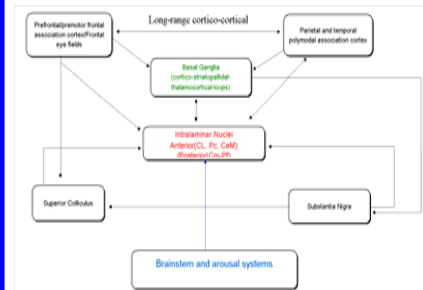 Long-range cortico-cortical
Prefrontal/premotor frontal
association cortex/Frontal
eye fields
Parietal and temporal
polymodal association cortex
Basal Ganglia
(cortico-striatopallidal-
thalamocortical-loops)
Intralaminar Nuclei
Anterior(CL, Pc, CeM)
/Posterior(Cm-Pf)
Superior Colliculus
Substantia Nigra
Brainstem and arousal systems